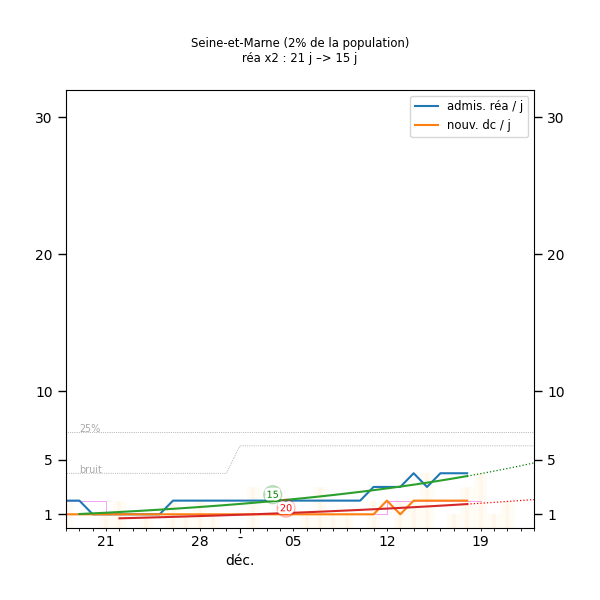 Seine-et-Marne (2% de la population)
réa x2 : 21 j –> 15 j
admis. réa / j
nouv. dc / j
30 30
20 20
10 10
25%
5 5
bruit
15
20
1 1
21 28 - 05 12 19
déc.